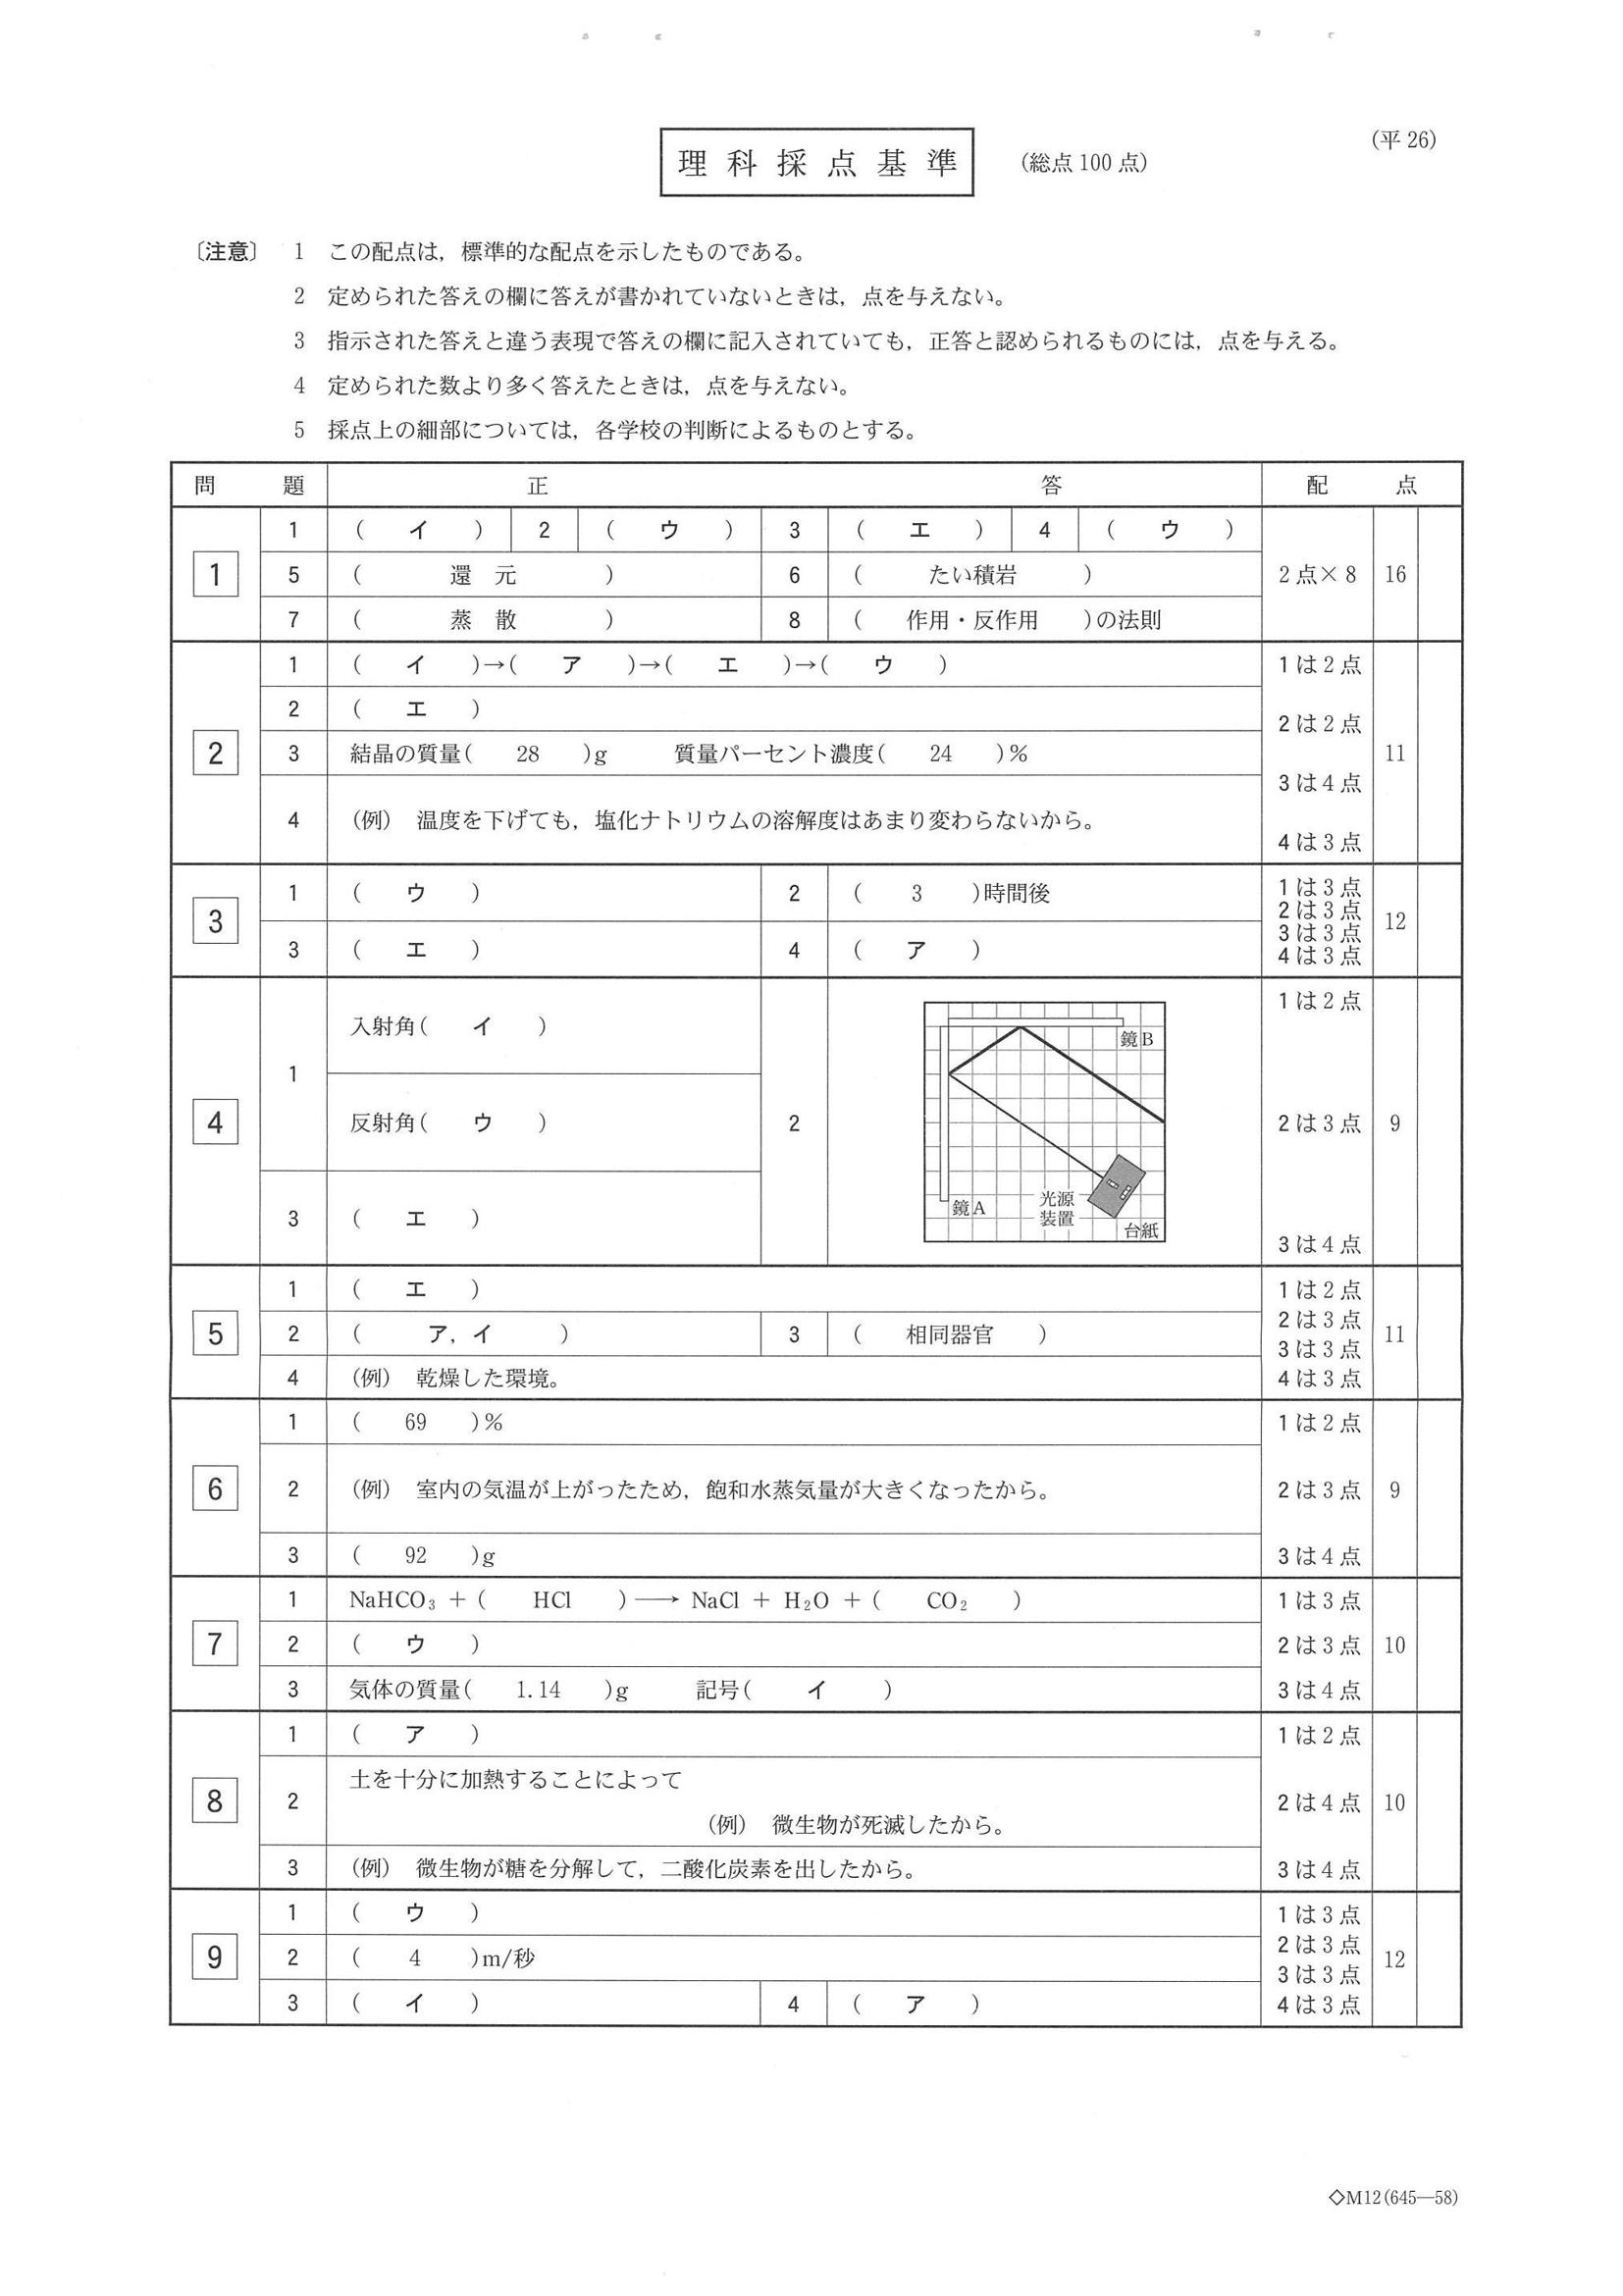 (平 26)
理科採点基準 (総点 100 点)
〔注意〕 1 この配点は，標準的な配点を示したものである。
2 定められた答えの欄に答えが書かれていないときは，点を与えない。
3 指示された答えと違う表現で答えの欄に記入されていても，正答と認められるものには，点を与える。
4 定められた数より多く答えたときは，点を与えない。
5 採点上の細部については，各学校の判断によるものとする。
問 題 正 答 配 点
1 1 ( イ ) 2 ( ウ ) 3 ( エ ) 4 ( ウ ) 2点×8 16
5 ( 還 元 ) 6 ( たい積岩 )
7 ( 蒸 散 ) 8 ( 作用・反作用 )の法則
2 1 ( イ )→( ア )→( エ )→( ウ ) 1は2点 11
2 ( エ ) 2は2点
3 結晶の質量( 28 )g 質量パーセント濃度( 24 )% 3は4点
4 (例) 温度を下げても，塩化ナトリウムの溶解度はあまり変わらないから。 4は3点
3 1 ( ウ ) 2 ( 3 )時間後 1は3点 2は3点 12
3 ( エ ) 4 ( ア ) 3は3点 4は3点
4 1 入射角( イ ) 1は2点 9
反射角( ウ ) 2 2は3点
3 ( エ ) 3は4点
鏡B
鏡A
光源
装置
台紙
5 1 ( エ ) 1は2点 11
2 ( ア，イ ) 3 ( 相同器官 ) 2は3点 3は3点
4 (例) 乾燥した環境。 4は3点
6 1 ( 69 )% 1は2点 9
2 (例) 室内の気温が上がったため，飽和水蒸気量が大きくなったから。 2は3点
3 ( 92 )g 3は4点
7 1 NaHCO₃ + ( HCl ) ⟶ NaCl + H₂O + ( CO₂ ) 1は3点 10
2 ( ウ ) 2は3点
3 気体の質量( 1.14 )g 記号( イ ) 3は4点
8 1 ( ア ) 1は2点 10
2 土を十分に加熱することによって 2は4点
(例) 微生物が死滅したから。
3 (例) 微生物が糖を分解して，二酸化炭素を出したから。 3は4点
9 1 ( ウ ) 1は3点 12
2 ( 4 )m/秒 2は3点
3 ( イ ) 4 ( ア ) 3は3点 4は3点
◇M12(645—58)